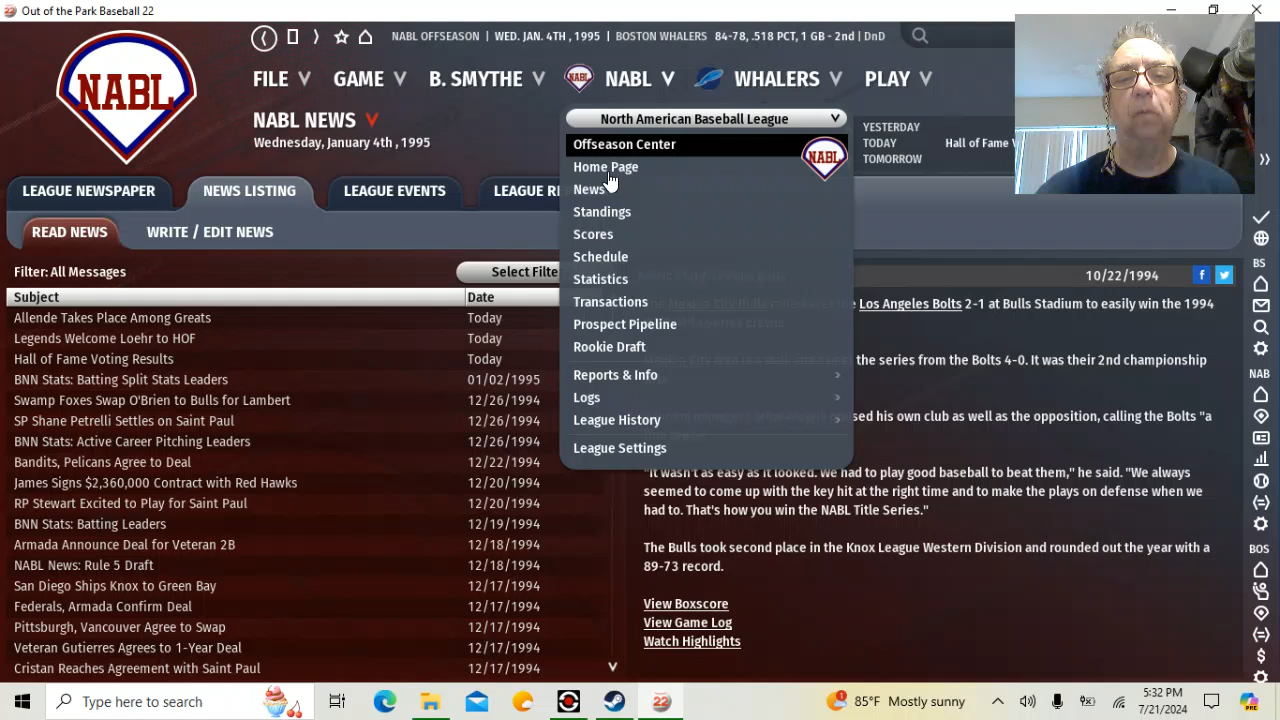 Out of the Park Baseball 22
NABL OFFSEASON | WED. JAN. 4TH , 1995 | BOSTON WHALERS 84-78, .518 PCT, 1 GB - 2nd | DnD
NABL
FILE GAME B. SMYTHE NABL WHALERS PLAY
NABL NEWS
Wednesday, January 4th, 1995
North American Baseball League
YESTERDAY
TODAY Hall of Fame
TOMORROW
Offseason Center
NABL
Home Page
News
Standings
Scores
Schedule
Statistics
Transactions
Prospect Pipeline
Rookie Draft
Reports & Info
Logs
League History
League Settings
LEAGUE NEWSPAPER NEWS LISTING LEAGUE EVENTS LEAGUE RE
READ NEWS WRITE / EDIT NEWS
Filter: All Messages Select Filte
Subject Date
Allende Takes Place Among Greats Today
Legends Welcome Loehr to HOF Today
Hall of Fame Voting Results Today
BNN Stats: Batting Split Stats Leaders 01/02/1995
Swamp Foxes Swap O'Brien to Bulls for Lambert 12/26/1994
SP Shane Petrelli Settles on Saint Paul 12/26/1994
BNN Stats: Active Career Pitching Leaders 12/26/1994
Bandits, Pelicans Agree to Deal 12/22/1994
James Signs $2,360,000 Contract with Red Hawks 12/20/1994
RP Stewart Excited to Play for Saint Paul 12/20/1994
BNN Stats: Batting Leaders 12/19/1994
Armada Announce Deal for Veteran 2B 12/18/1994
NABL News: Rule 5 Draft 12/18/1994
San Diego Ships Knox to Green Bay 12/17/1994
Federals, Armada Confirm Deal 12/17/1994
Pittsburgh, Vancouver Agree to Swap 12/17/1994
Veteran Gutierres Agrees to 1-Year Deal 12/17/1994
Cristan Reaches Agreement with Saint Paul 12/17/1994
10/22/1994
Los Angeles Bolts 2-1 at Bulls Stadium to easily win the 1994
the series from the Bolts 4-0. It was their 2nd championship
sed his own club as well as the opposition, calling the Bolts "a
"It wasn't as easy as it looked. We had to play good baseball to beat them," he said. "We always
seemed to come up with the key hit at the right time and to make the plays on defense when we
had to. That's how you win the NABL Title Series."
The Bulls took second place in the Knox League Western Division and rounded out the year with a
89-73 record.
View Boxscore
View Game Log
Watch Highlights
BS
NAB
BOS
Type here to search
85°F Mostly sunny
5:32 PM
7/21/2024